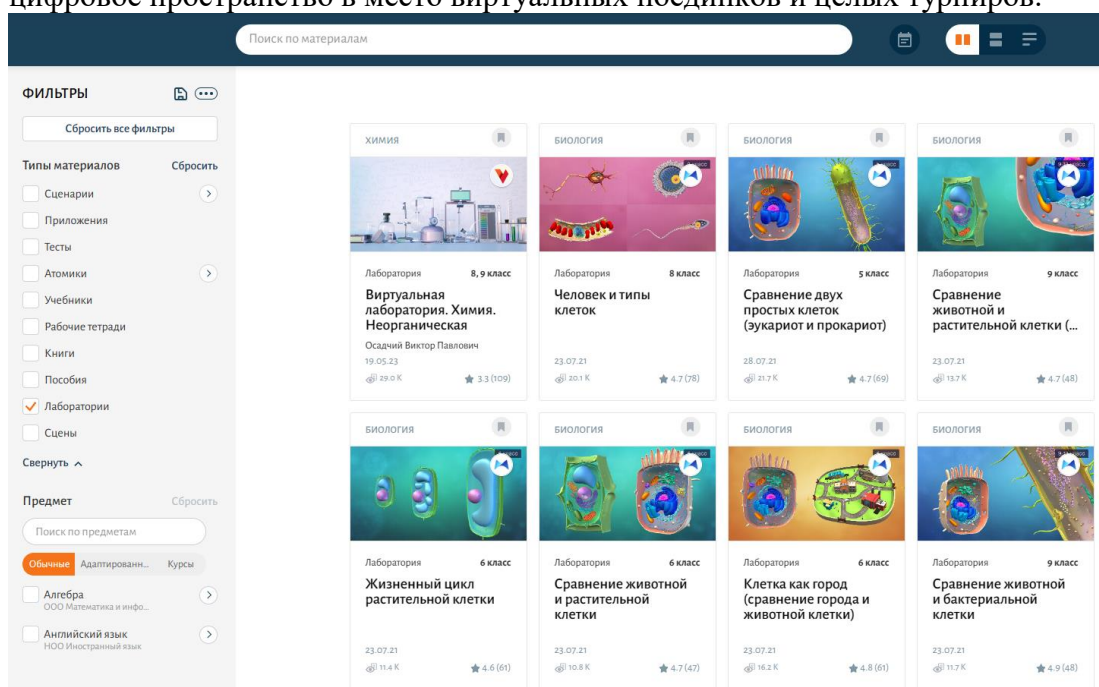 цифровое пространство в место виртуальных поединков и целых турниров.
Поиск по материалам
ФИЛЬТРЫ
Сбросить все фильтры
Типы материалов Сбросить
Сценарии
Приложения
Тесты
Атомики
Учебники
Рабочие тетради
Книги
Пособия
Лаборатории
Сцены
Свернуть
Предмет Сбросить
Поиск по предметам
Обычные Адаптированн... Курсы
Алгебра
ООО Математика и инфо...
Английский язык
НОО Иностранный язык
ХИМИЯ
Лаборатория 8, 9 класс
Виртуальная
лаборатория. Химия.
Неорганическая
Осадчий Виктор Павлович
19.05.23
29.0 K 3.3 (109)
БИОЛОГИЯ
Лаборатория 8 класс
Человек и типы
клеток
23.07.21
20.1 K 4.7 (78)
БИОЛОГИЯ
Лаборатория 5 класс
Сравнение двух
простых клеток
(эукариот и прокариот)
28.07.21
21.7 K 4.7 (69)
БИОЛОГИЯ
Лаборатория 9 класс
Сравнение
животной и
растительной клетки (...
23.07.21
13.7 K 4.7 (48)
БИОЛОГИЯ
Лаборатория 6 класс
Жизненный цикл
растительной клетки
23.07.21
11.4 K 4.6 (61)
БИОЛОГИЯ
Лаборатория 6 класс
Сравнение животной
и растительной
клетки
23.07.21
10.8 K 4.7 (47)
БИОЛОГИЯ
Лаборатория 6 класс
Клетка как город
(сравнение города и
животной клетки)
23.07.21
16.2 K 4.8 (61)
БИОЛОГИЯ
Лаборатория 9 класс
Сравнение животной
и бактериальной
клетки
23.07.21
11.7 K 4.9 (48)